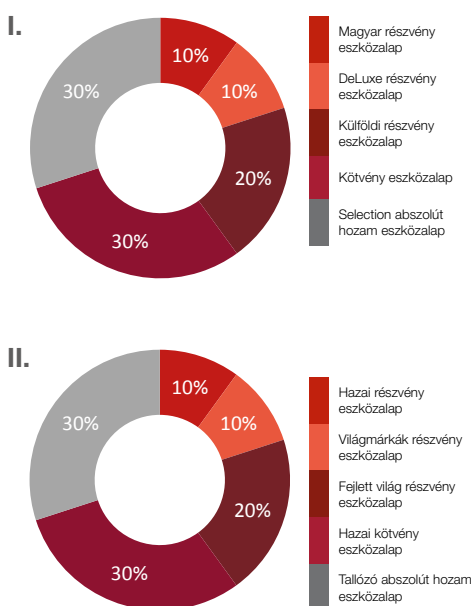 I.
10%
10%
20%
30%
30%
Magyar részvény
eszközalap
DeLuxe részvény
eszközalap
Külföldi részvény
eszközalap
Kötvény eszközalap
Selection abszolút
hozam eszközalap
II.
10%
10%
20%
30%
30%
Hazai részvény
eszközalap
Világmárkák részvény
eszközalap
Fejlett világ részvény
eszközalap
Hazai kötvény
eszközalap
Tallózó abszolút hozam
eszközalap